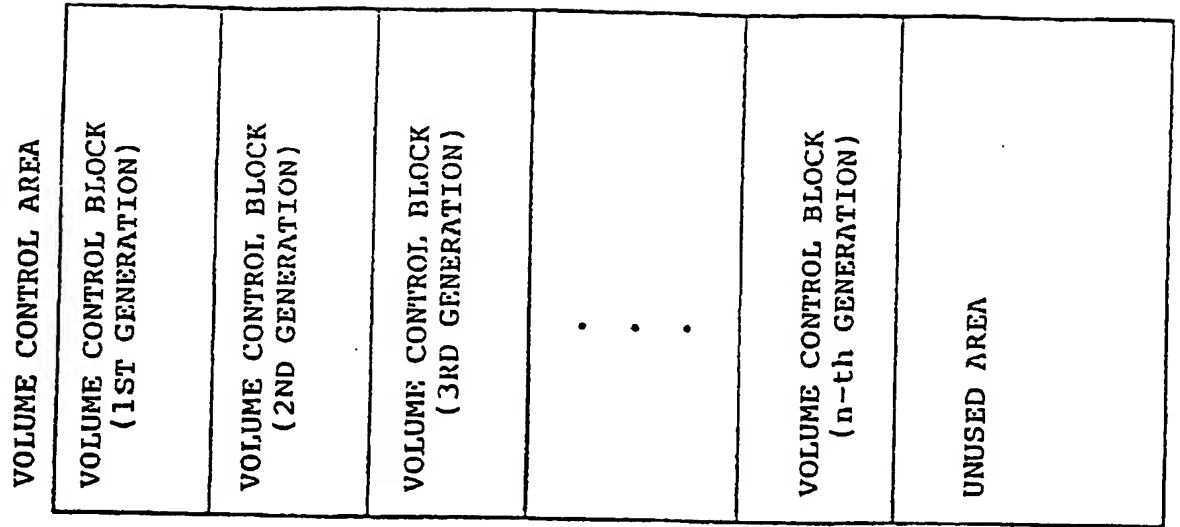 VOLUME CONTROL AREA
VOLUME CONTROL BLOCK
(1ST GENERATION)
VOLUME CONTROL BLOCK
(2ND GENERATION)
VOLUME CONTROL BLOCK
(3RD GENERATION)
. . .
VOLUME CONTROL BLOCK
(n-th GENERATION)
UNUSED AREA